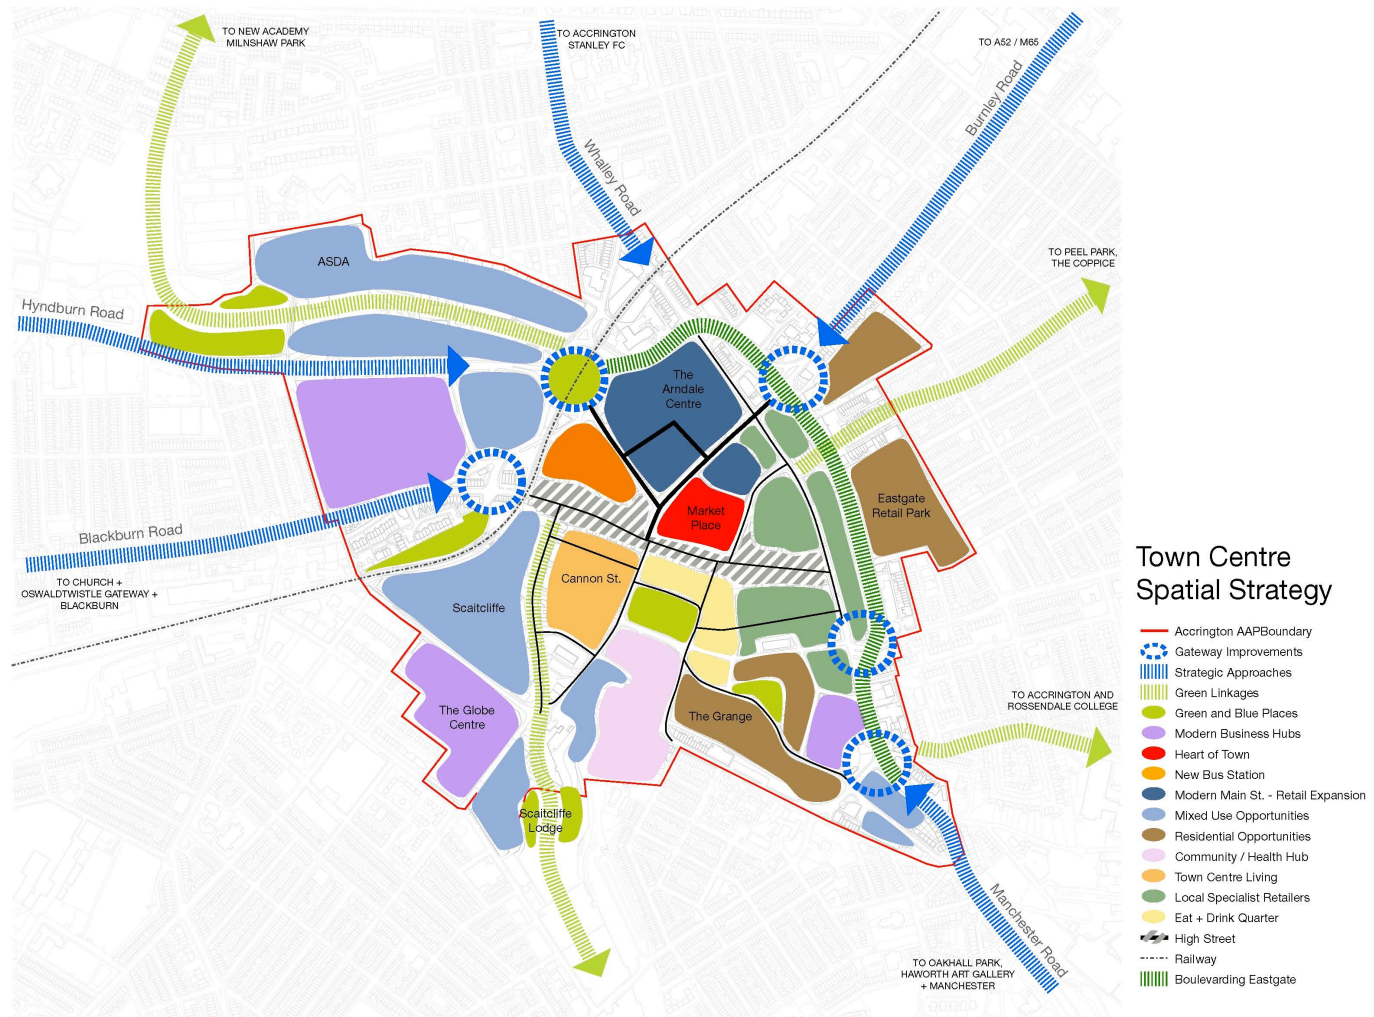 TO NEW ACADEMY
MILNSHAW PARK
TO ACCRINGTON
STANLEY FC
TO A52 / M65
Burnley Road
Whalley Road
TO PEEL PARK,
THE COPPICE
ASDA
Hyndburn Road
The
Arndale
Centre
Eastgate
Retail Park
Market
Place
Blackburn Road
TO CHURCH +
OSWALDTWISTLE GATEWAY +
BLACKBURN
Cannon St.
Scaitcliffe
The Globe
Centre
The Grange
TO ACCRINGTON AND
ROSSENDALE COLLEGE
Scaitcliffe
Lodge
Manchester Road
TO OAKHALL PARK,
HAWORTH ART GALLERY
+ MANCHESTER
Town Centre
Spatial Strategy
Accrington AAPBoundary
Gateway Improvements
Strategic Approaches
Green Linkages
Green and Blue Places
Modern Business Hubs
Heart of Town
New Bus Station
Modern Main St. - Retail Expansion
Mixed Use Opportunities
Residential Opportunities
Community / Health Hub
Town Centre Living
Local Specialist Retailers
Eat + Drink Quarter
High Street
Railway
Boulevarding Eastgate